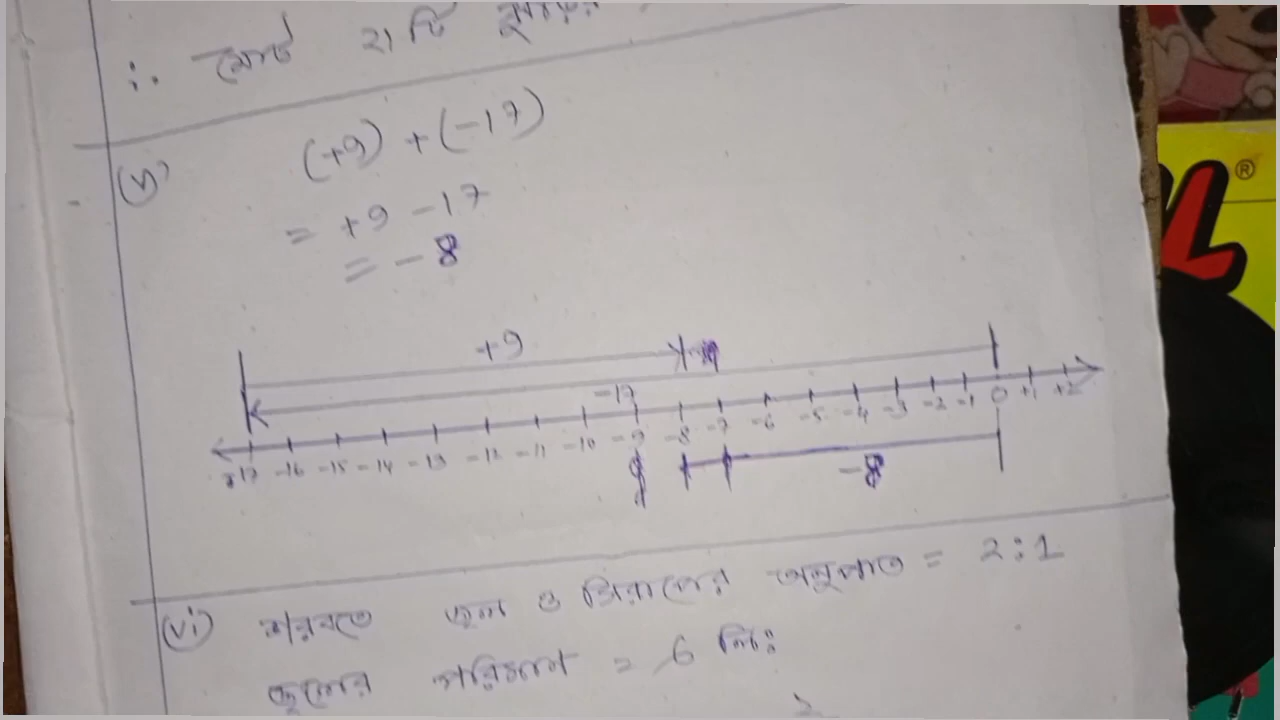 ∴ মোট ২১ টি
(v)
(+9) + (-17)
= +9 -17
= - 8
+9
-17
-17 -16 -15 -14 -13 -12 -11 -10 -9 -8 -7 -6 -5 -4 -3 -2 -1 0 +1 +2
-8
(vi) শরবতে জল ও সিরাপের অনুপাত = 2:1
জলের পরিমাণ = 6 লি:
®